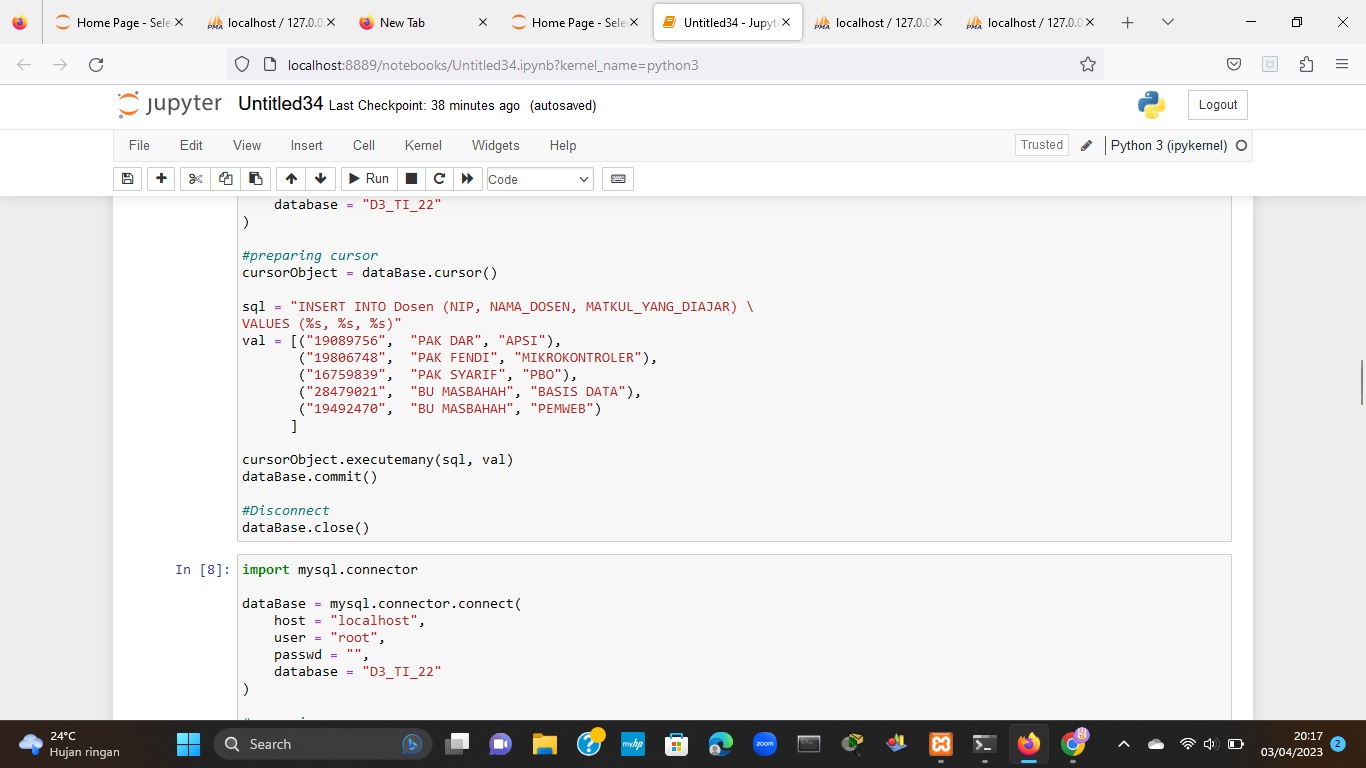 Home Page - Sele
localhost / 127.0.0
New Tab
Home Page - Sele
Untitled34 - Jupyt
localhost / 127.0.0
localhost / 127.0.0
localhost:8889/notebooks/Untitled34.ipynb?kernel_name=python3
jupyter Untitled34 Last Checkpoint: 38 minutes ago (autosaved)
Logout
File Edit View Insert Cell Kernel Widgets Help
Trusted
Python 3 (ipykernel)
Run
Code
database = "D3_TI_22"
)
#preparing cursor
cursorObject = dataBase.cursor()
sql = "INSERT INTO Dosen (NIP, NAMA_DOSEN, MATKUL_YANG_DIAJAR) \
VALUES (%s, %s, %s)"
val = [("19089756", "PAK DAR", "APSI"),
("19806748", "PAK FENDI", "MIKROKONTROLER"),
("16759839", "PAK SYARIF", "PBO"),
("28479021", "BU MASBAHAH", "BASIS DATA"),
("19492470", "BU MASBAHAH", "PEMWEB")
]
cursorObject.executemany(sql, val)
dataBase.commit()
#Disconnect
dataBase.close()
In [8]:
import mysql.connector
dataBase = mysql.connector.connect(
host = "localhost",
user = "root",
passwd = "",
database = "D3_TI_22"
)
24°C
Hujan ringan
Search
myhp
zoom
20:17
03/04/2023
2